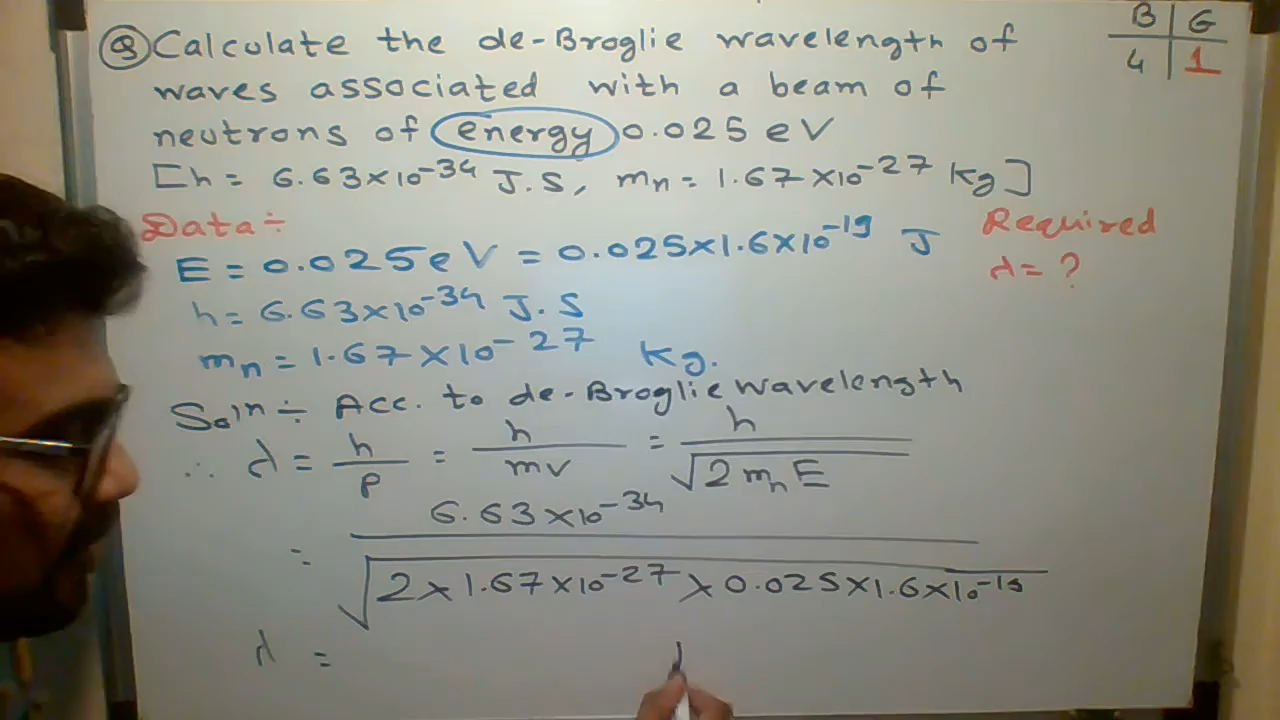 B G
4 1
Q Calculate the de-Broglie wavelength of
waves associated with a beam of
neutrons of energy 0.025 eV
[h = 6.63×10⁻³⁴ J.S, mₙ = 1.67×10⁻²⁷ Kg]
Data ÷
Required
E = 0.025 eV = 0.025×1.6×10⁻¹⁹ J
λ = ?
h = 6.63×10⁻³⁴ J.S
mₙ = 1.67×10⁻²⁷ Kg.
Solⁿ ÷ Acc. to de-Broglie wavelength
∴ λ = h/P = h/mv = h/√2mₙE
= 6.63×10⁻³⁴
√2×1.67×10⁻²⁷×0.025×1.6×10⁻¹⁹
λ =